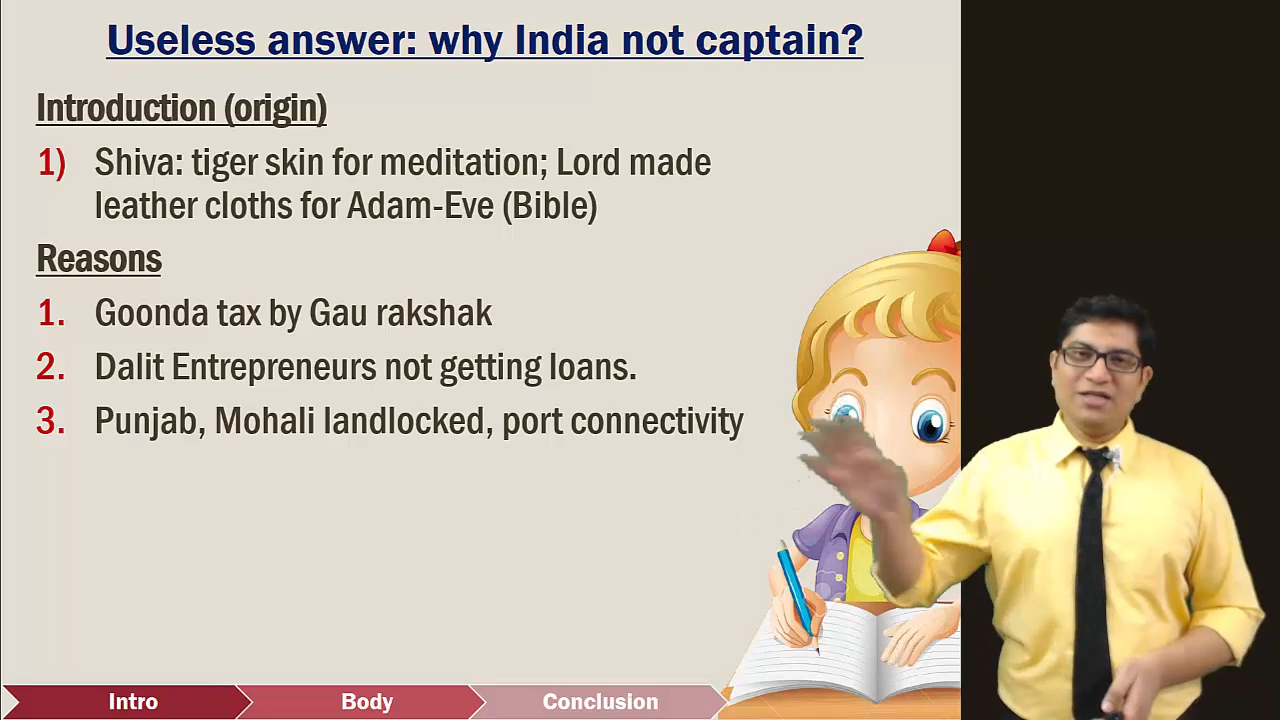 Useless answer: why India not captain?
Introduction (origin)
1) Shiva: tiger skin for meditation; Lord made
leather cloths for Adam-Eve (Bible)
Reasons
1. Goonda tax by Gau rakshak
2. Dalit Entrepreneurs not getting loans.
3. Punjab, Mohali landlocked, port connectivity
Intro
Body
Conclusion